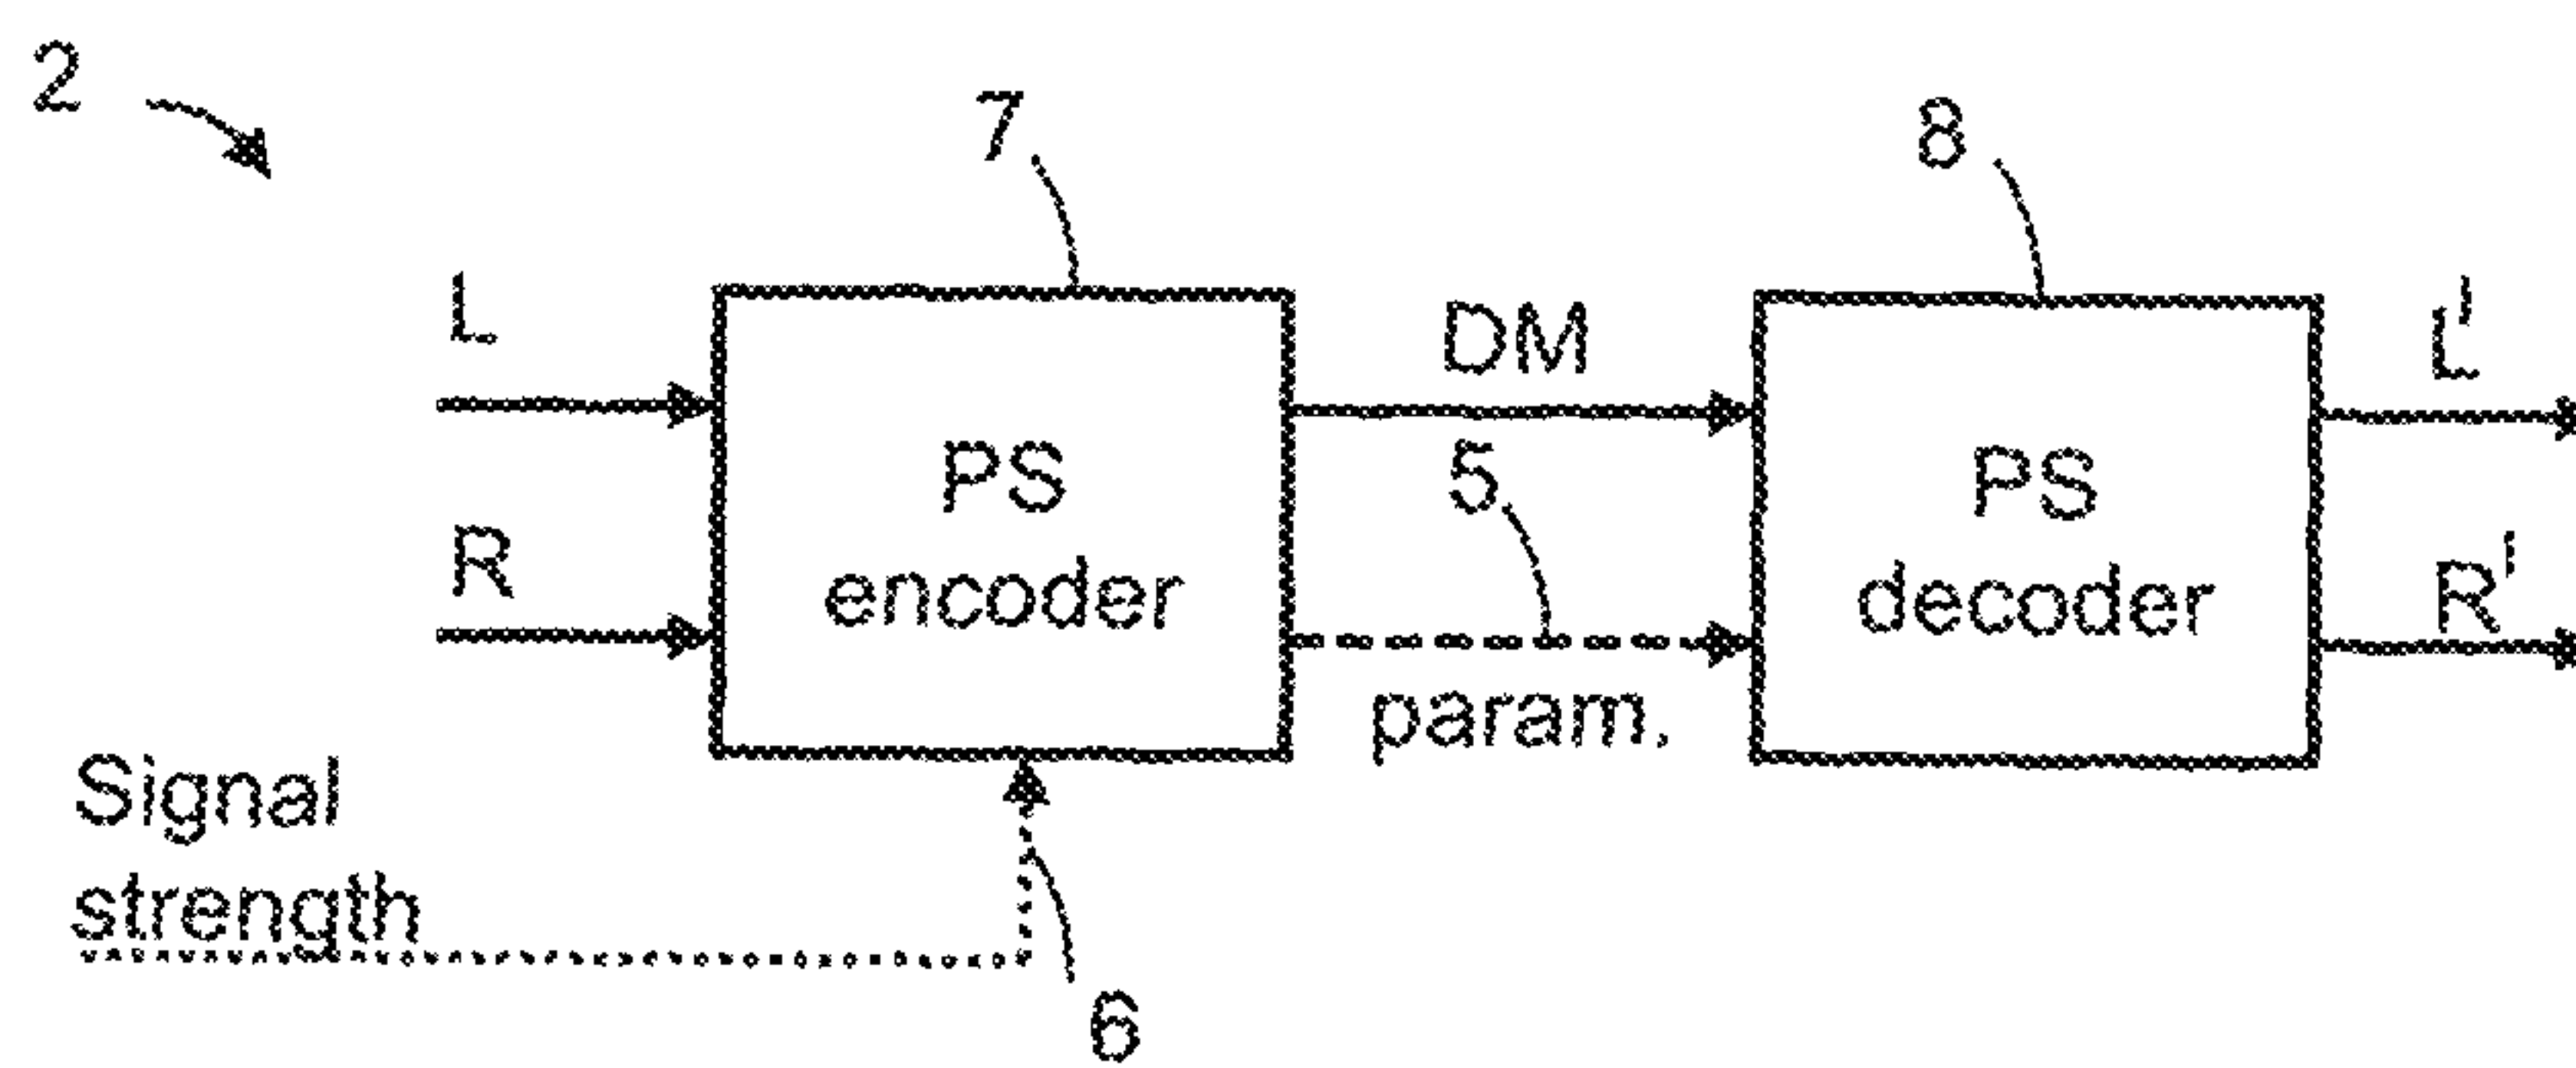 2
7
8
L
DM
L'
5
PS
encoder
PS
decoder
R
R'
param.
Signal
strength
6